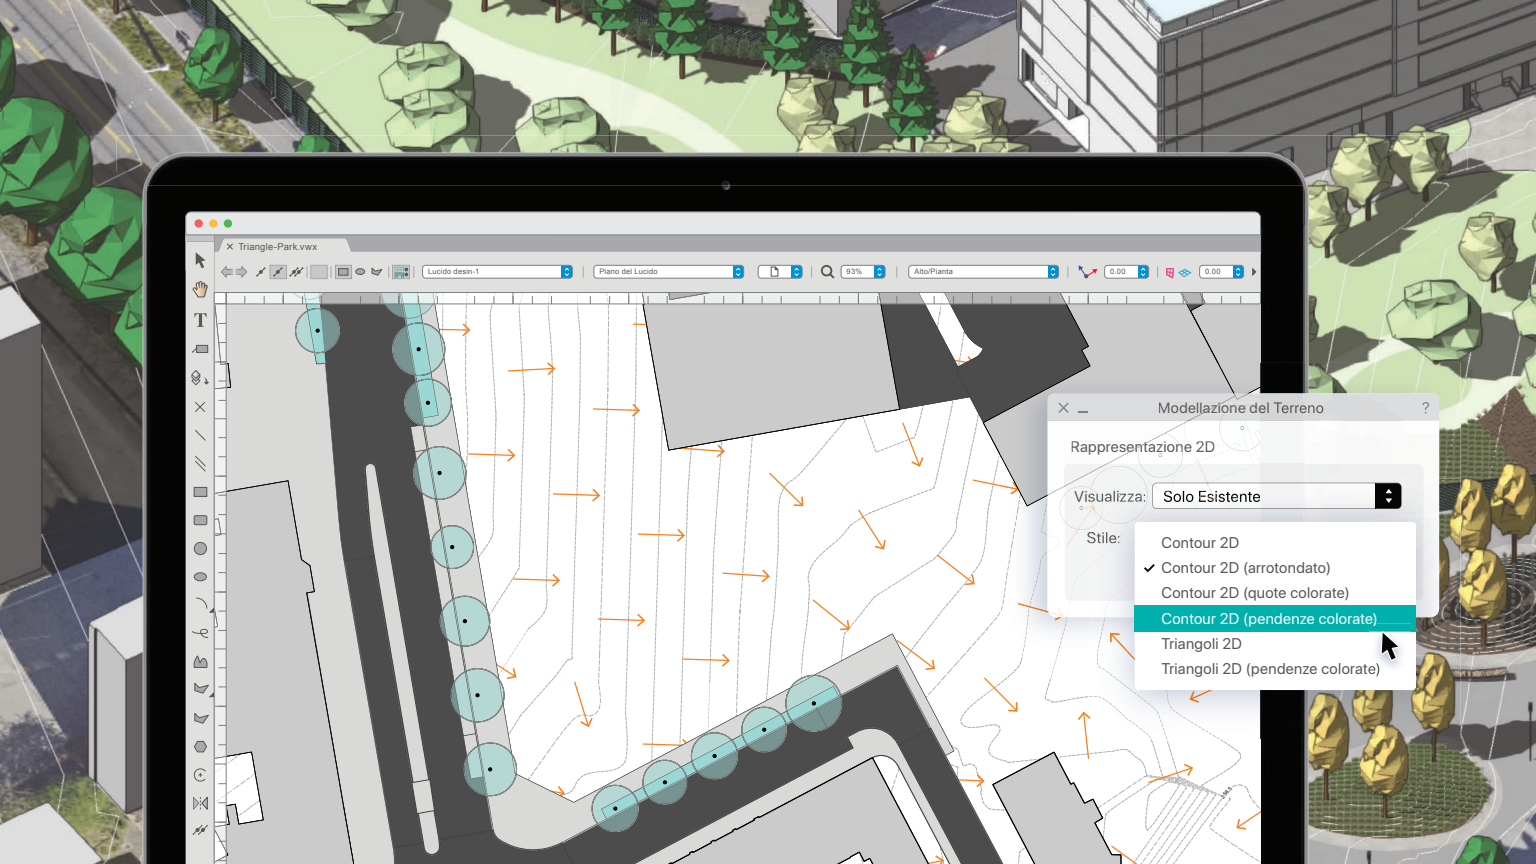 Triangle-Park.vwx
Lucido desin-1
Piano del Lucido
93%
Alto/Pianta
0.00
0.00
T
Modellazione del Terreno
?
Rappresentazione 2D
Visualizza:
Solo Esistente
Stile:
Contour 2D
Contour 2D (arrotondato)
Contour 2D (quote colorate)
Contour 2D (pendenze colorate)
Triangoli 2D
Triangoli 2D (pendenze colorate)